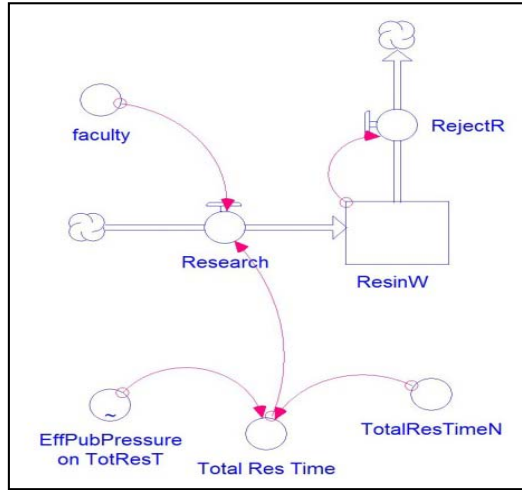 faculty
RejectR
Research
ResinW
~
EffPubPressure
on TotResT
Total Res Time
TotalResTimeN